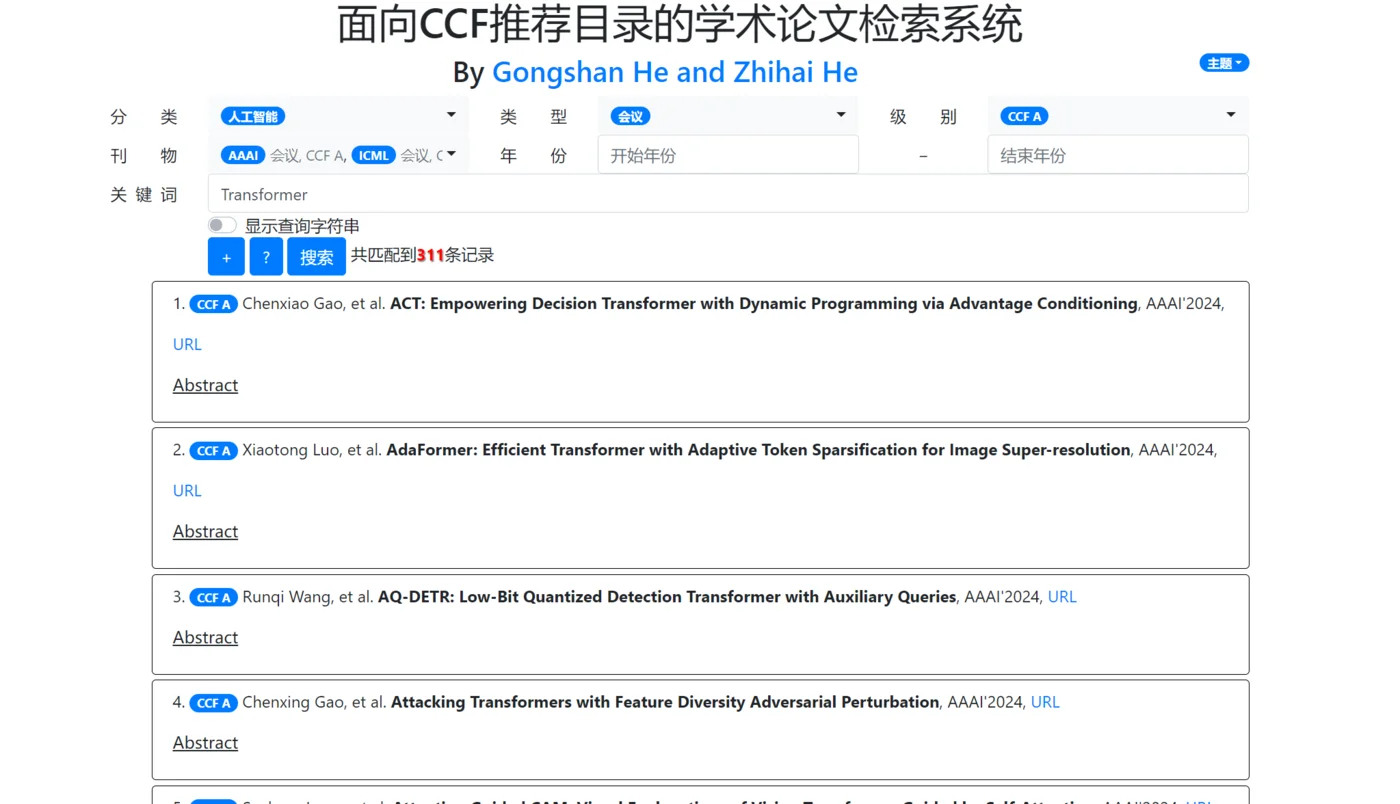 面向CCF推荐目录的学术论文检索系统
By Gongshan He and Zhihai He
主题
分 类 人工智能 类 型 会议 级 别 CCF A
刊 物 AAAI 会议, CCF A, ICML 会议, C 年 份 开始年份 – 结束年份
关 键 词 Transformer
显示查询字符串
+ ? 搜索 共匹配到311条记录
1. CCF A Chenxiao Gao, et al. ACT: Empowering Decision Transformer with Dynamic Programming via Advantage Conditioning, AAAI'2024,
URL
Abstract
2. CCF A Xiaotong Luo, et al. AdaFormer: Efficient Transformer with Adaptive Token Sparsification for Image Super-resolution, AAAI'2024,
URL
Abstract
3. CCF A Runqi Wang, et al. AQ-DETR: Low-Bit Quantized Detection Transformer with Auxiliary Queries, AAAI'2024, URL
Abstract
4. CCF A Chenxing Gao, et al. Attacking Transformers with Feature Diversity Adversarial Perturbation, AAAI'2024, URL
Abstract